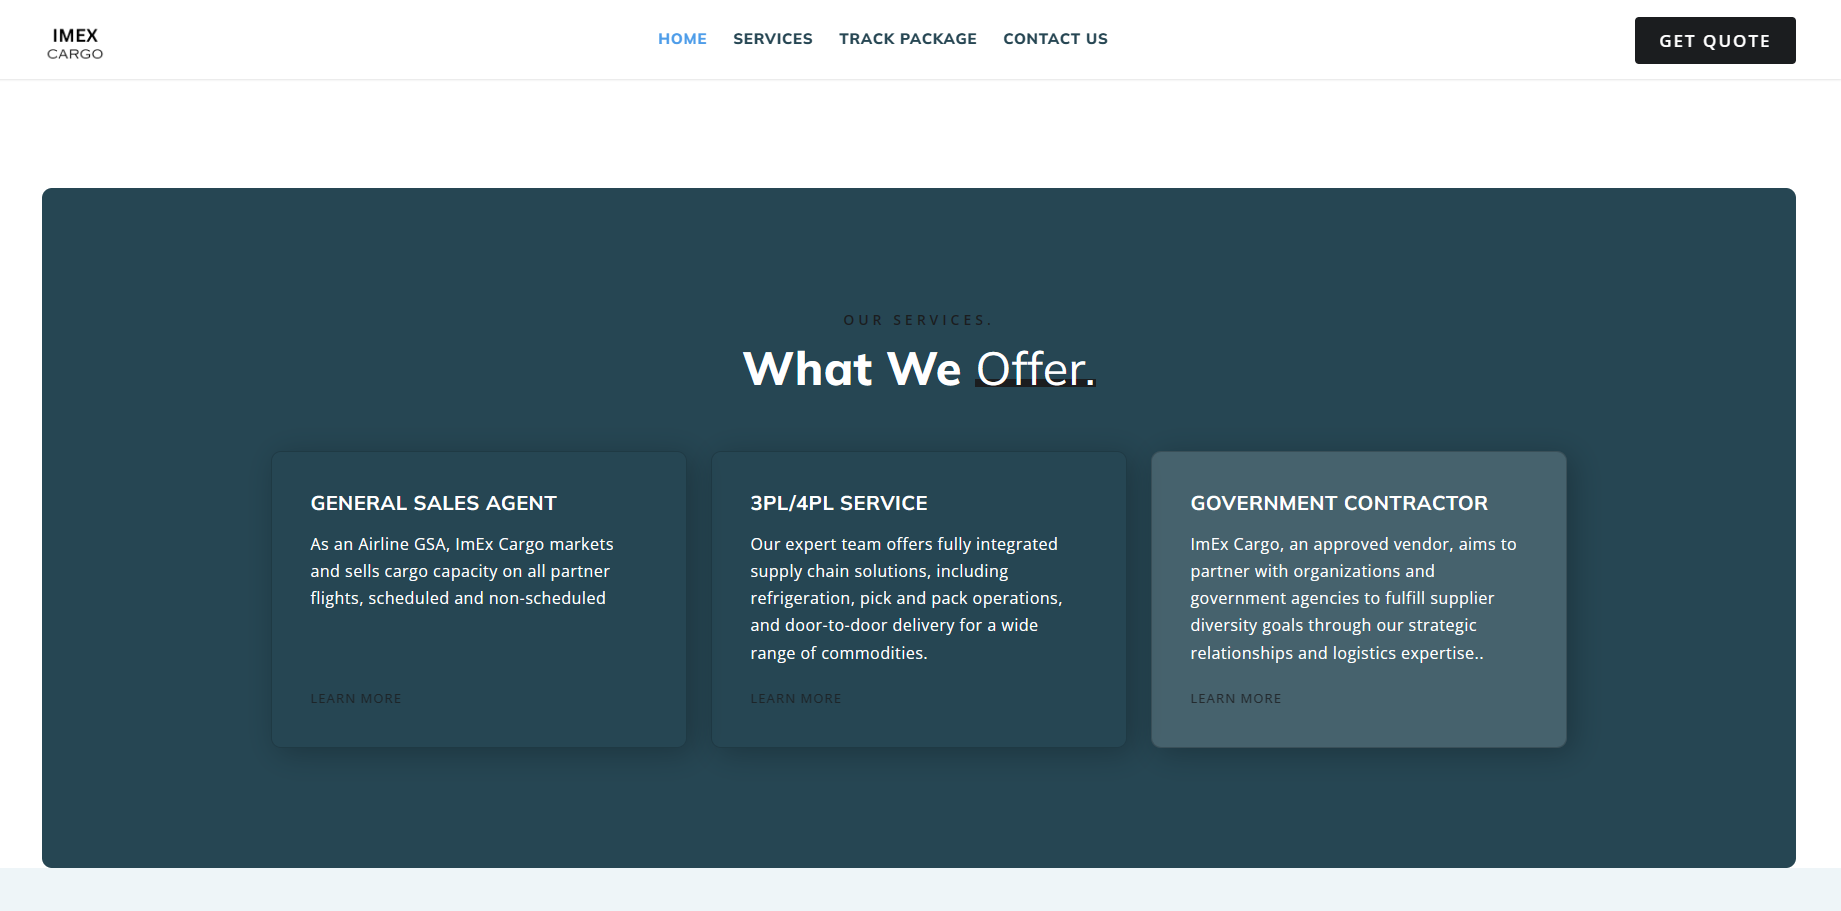 IMEX
CARGO
HOME
SERVICES
TRACK PACKAGE
CONTACT US
GET QUOTE
OUR SERVICES.
What We Offer.
GENERAL SALES AGENT
As an Airline GSA, ImEx Cargo markets
and sells cargo capacity on all partner
flights, scheduled and non-scheduled
LEARN MORE
3PL/4PL SERVICE
Our expert team offers fully integrated
supply chain solutions, including
refrigeration, pick and pack operations,
and door-to-door delivery for a wide
range of commodities.
LEARN MORE
GOVERNMENT CONTRACTOR
ImEx Cargo, an approved vendor, aims to
partner with organizations and
government agencies to fulfill supplier
diversity goals through our strategic
relationships and logistics expertise..
LEARN MORE